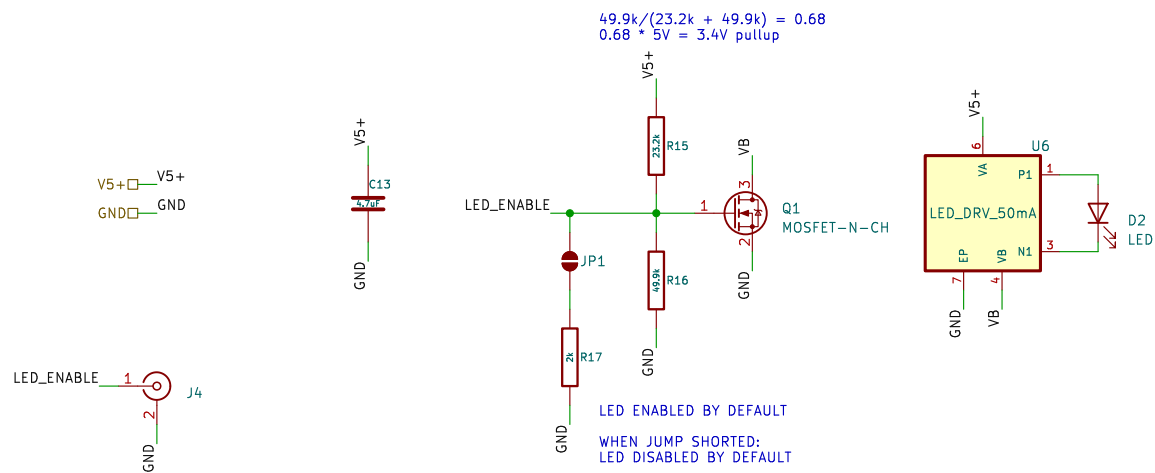 49.9k/(23.2k + 49.9k) = 0.68
0.68 * 5V = 3.4V pullup
V5+
V5+
GND
GND
V5+
C13
4.7uF
GND
LED_ENABLE
1
J4
2
GND
LED_ENABLE
V5+
23.2k
R15
1
VB
3
Q1
MOSFET-N-CH
2
GND
JP1
49.9k
R16
GND
2k
R17
GND
LED ENABLED BY DEFAULT
WHEN JUMP SHORTED:
LED DISABLED BY DEFAULT
V5+
6
U6
VA
P1
1
LED_DRV_50mA
D2
LED
EP
VB
N1
3
7
4
GND
VB